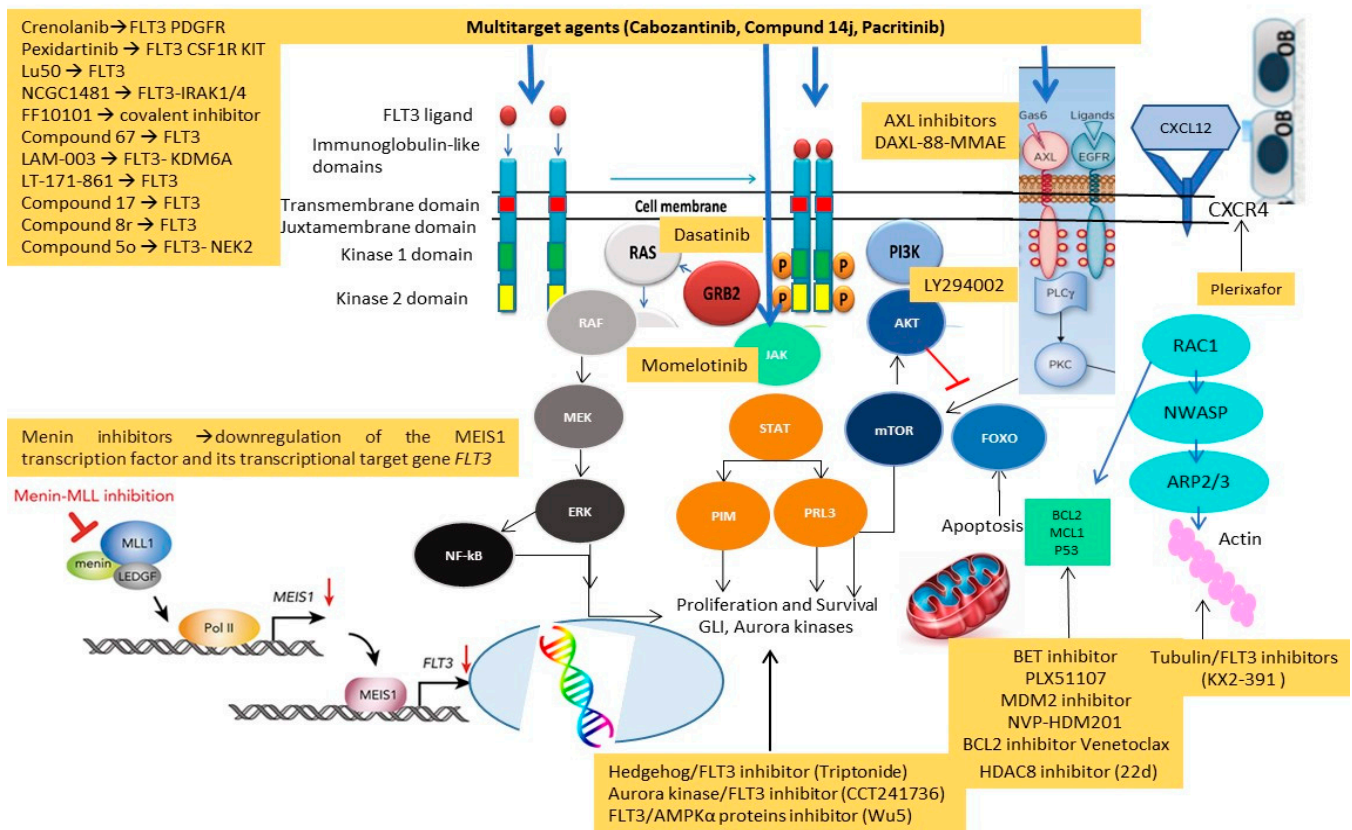 Crenolanib→FLT3 PDGFR
Pexidartinib → FLT3 CSF1R KIT
Lu50 → FLT3
NCGC1481 → FLT3-IRAK1/4
FF10101 → covalent inhibitor
Compound 67 → FLT3
LAM-003 → FLT3- KDM6A
LT-171-861 → FLT3
Compound 17 → FLT3
Compound 8r → FLT3
Compound 5o → FLT3- NEK2
Multitarget agents (Cabozantinib, Compund 14j, Pacritinib)
FLT3 ligand
Immunoglobulin-like
domains
Transmembrane domain
Juxtamembrane domain
Kinase 1 domain
Kinase 2 domain
Cell membrane
AXL inhibitors
DAXL-88-MMAE
Gas6
Ligands
AXL
EGFR
PLCγ
PKC
CXCL12
OB
OB
CXCR4
Plerixafor
RAS
Dasatinib
GRB2
P
P
P
P
PI3K
LY294002
AKT
RAF
Momelotinib
JAK
MEK
STAT
mTOR
FOXO
RAC1
NWASP
ARP2/3
Actin
ERK
NF-kB
PIM
PRL3
Apoptosis
BCL2
MCL1
P53
Menin inhibitors →downregulation of the MEIS1
transcription factor and its transcriptional target gene FLT3
Menin-MLL inhibition
MLL1
menin
LEDGF
Pol II
MEIS1
MEIS1
FLT3
Proliferation and Survival
GLI, Aurora kinases
BET inhibitor
PLX51107
MDM2 inhibitor
NVP-HDM201
BCL2 inhibitor Venetoclax
HDAC8 inhibitor (22d)
Tubulin/FLT3 inhibitors
(KX2-391 )
Hedgehog/FLT3 inhibitor (Triptonide)
Aurora kinase/FLT3 inhibitor (CCT241736)
FLT3/AMPKα proteins inhibitor (Wu5)